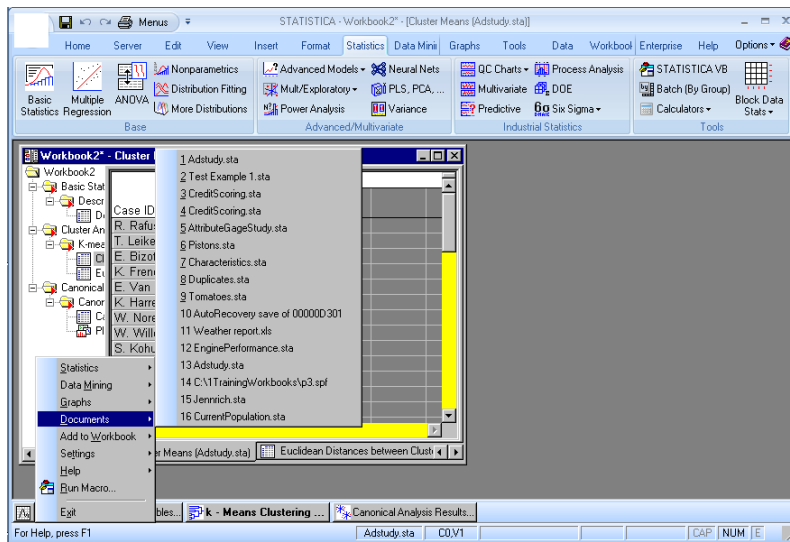 Menus
STATISTICA - Workbook2* - [Cluster Means (Adstudy.sta)]
Home Server Edit View Insert Format Statistics Data Mini Graphs Tools Data Workbool Enterprise Help Options
Nonparametrics
Distribution Fitting
More Distributions
Basic Statistics
Multiple Regression
ANOVA
Base
Advanced Models
Mult/Exploratory
Power Analysis
Neural Nets
PLS, PCA, ...
Variance
Advanced/Multivariate
QC Charts
Multivariate
Predictive
Process Analysis
DOE
Six Sigma
Industrial Statistics
STATISTICA VB
Batch (By Group)
Calculators
Block Data Stats
Tools
Workbook2* - Cluster
Workbook2
Basic Stat
Descr
De
Cluster An
K-mea
Cl
Eu
Canonical
Canor
Ca
Pl
Case ID
R. Rafu
T. Leike
E. Bizot
K. Frenc
E. Van
K. Harre
W. Nore
W. Wille
S. Kohu
1 Adstudy.sta
2 Test Example 1.sta
3 CreditScoring.sta
4 CreditScoring.sta
5 AttributeGageStudy.sta
6 Pistons.sta
7 Characteristics.sta
8 Duplicates.sta
9 Tomatoes.sta
10 AutoRecovery save of 00000D301
11 Weather report.xls
12 EnginePerformance.sta
13 Adstudy.sta
14 C:\1TrainingWorkbooks\p3.spf
15 Jennrich.sta
16 CurrentPopulation.sta
Statistics
Data Mining
Graphs
Documents
Add to Workbook
Settings
Help
Run Macro...
Exit
er Means (Adstudy.sta) Euclidean Distances between Clust
bles... k - Means Clustering ... Canonical Analysis Results...
For Help, press F1 Adstudy.sta C0,V1 CAP NUM E